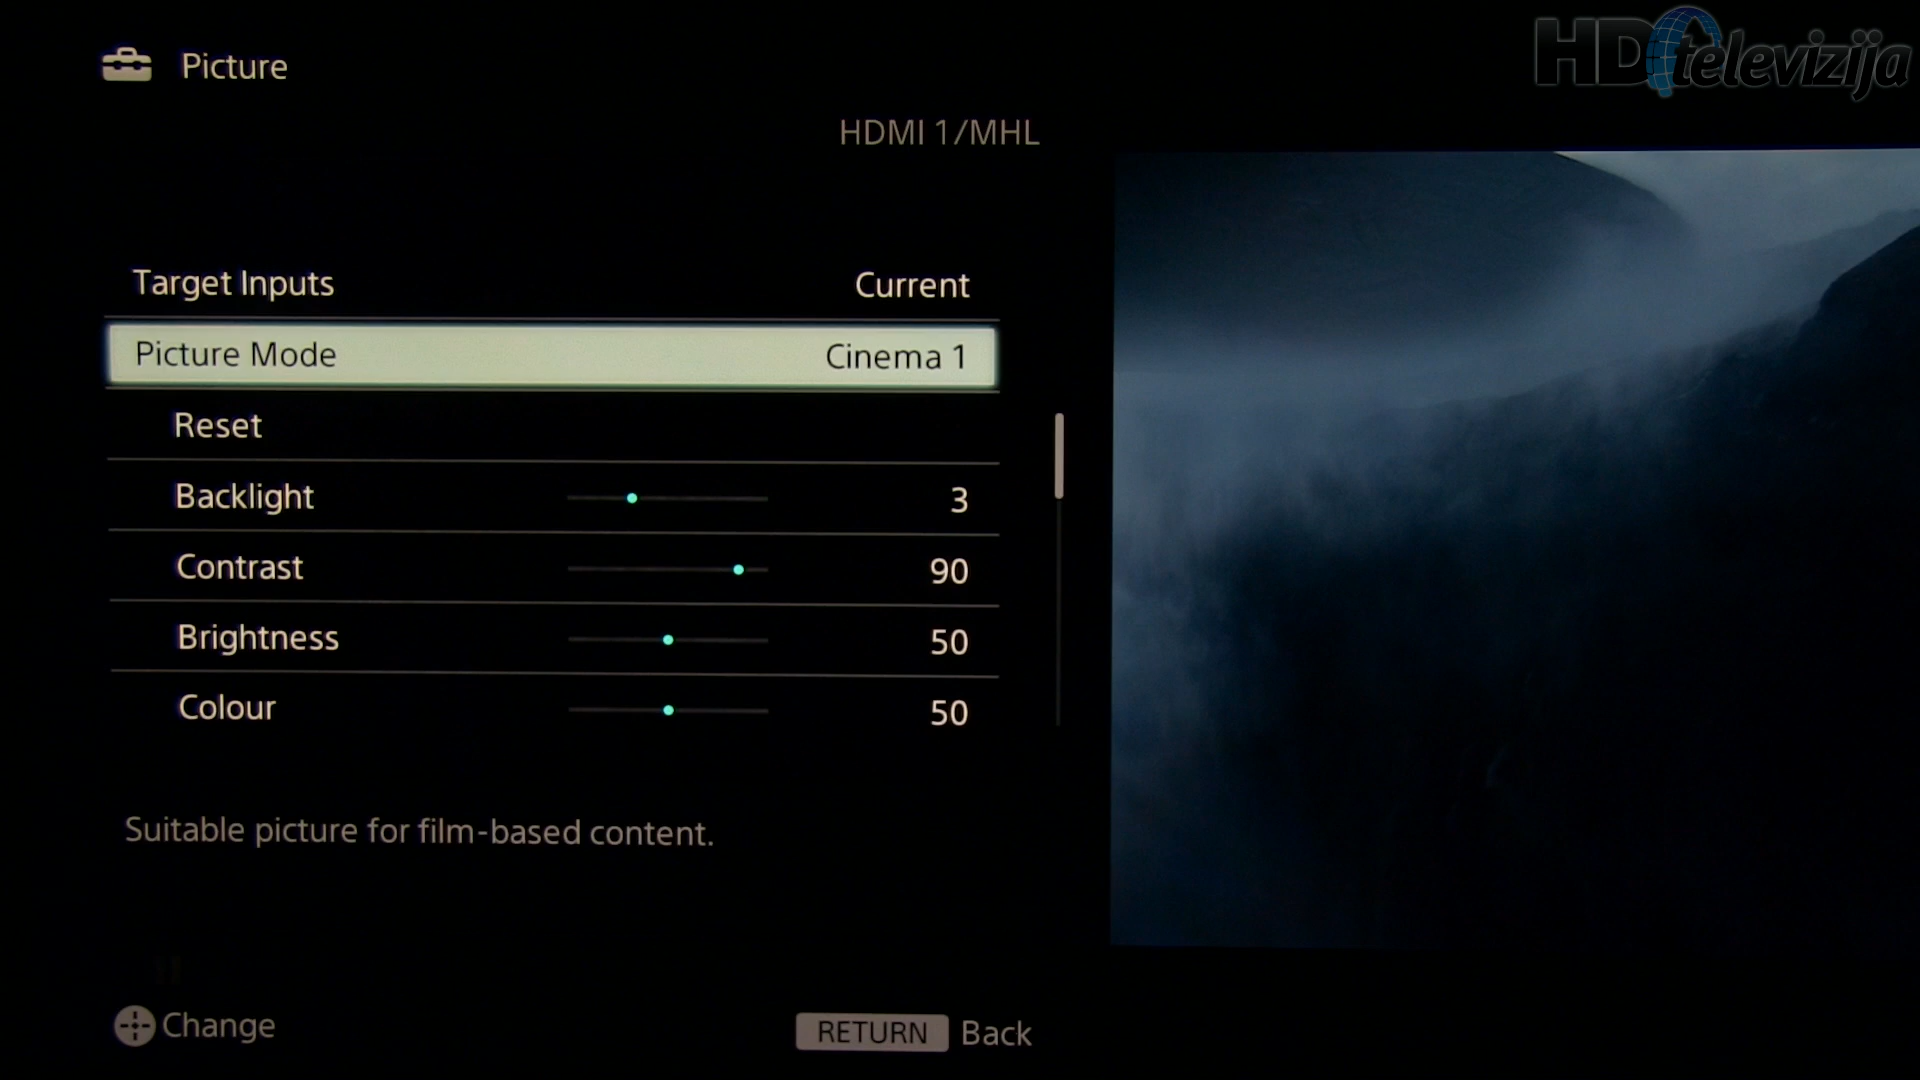 Picture
HDtelevizija
HDMI 1/MHL
Target Inputs Current
Picture Mode Cinema 1
Reset
Backlight 3
Contrast 90
Brightness 50
Colour 50
Suitable picture for film-based content.
Change RETURN Back